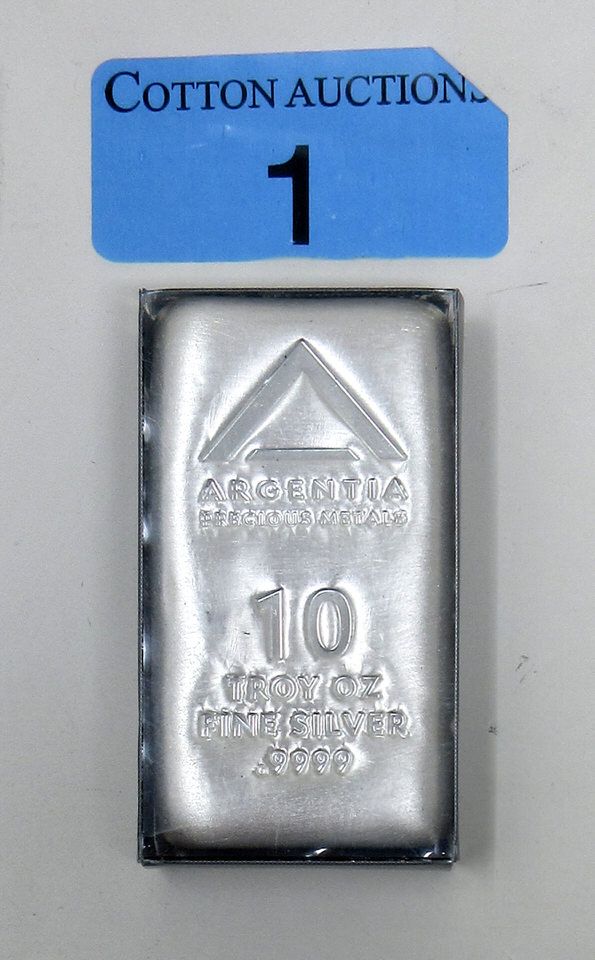 COTTON AUCTIONS
1
ARGENTIA
PRECIOUS METALS
10
TROY OZ
FINE SILVER
.9999